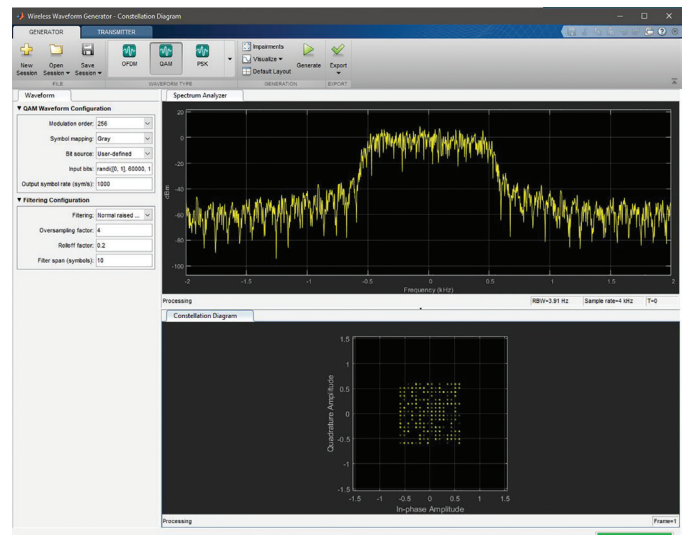 Wireless Waveform Generator - Constellation Diagram
GENERATOR TRANSMITTER
New Session
Open Session
Save Session
OFDM
QAM
PSK
Impairments
Visualize
Default Layout
Generate
Export
FILE WAVEFORM TYPE GENERATION EXPORT
Waveform
QAM Waveform Configuration
Modulation order: 256
Symbol mapping: Gray
Bit source: User-defined
Input bits: randi([0, 1], 60000, 1
Output symbol rate (sym/s): 1000
Filtering Configuration
Filtering: Normal raised ...
Oversampling factor: 4
Rolloff factor: 0.2
Filter span (symbols): 10
Spectrum Analyzer
20
0
-20
-40
-60
-80
-100
dBm
-2 -1.5 -1 -0.5 0 0.5 1 1.5 2
Frequency (kHz)
Processing RBW=3.91 Hz Sample rate=4 kHz T=0
Constellation Diagram
1.5
1
0.5
0
-0.5
-1
-1.5
Quadrature Amplitude
-1.5 -1 -0.5 0 0.5 1 1.5
In-phase Amplitude
Processing Frame=1